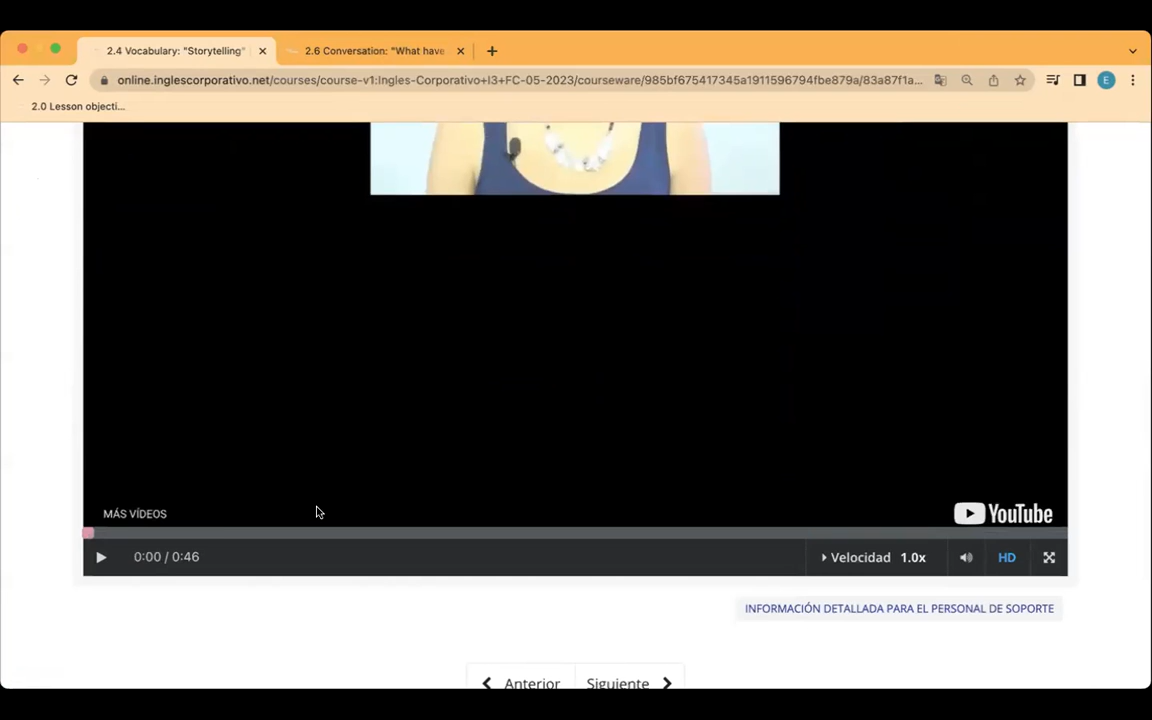 2.4 Vocabulary: "Storytelling"
2.6 Conversation: "What have
online.inglescorporativo.net/courses/course-v1:Ingles-Corporativo+I3+FC-05-2023/courseware/985bf675417345a1911596794fbe879a/83a87f1a...
E
2.0 Lesson objecti...
MÁS VÍDEOS
YouTube
0:00 / 0:46
Velocidad 1.0x
HD
INFORMACIÓN DETALLADA PARA EL PERSONAL DE SOPORTE
Anterior
Siguiente